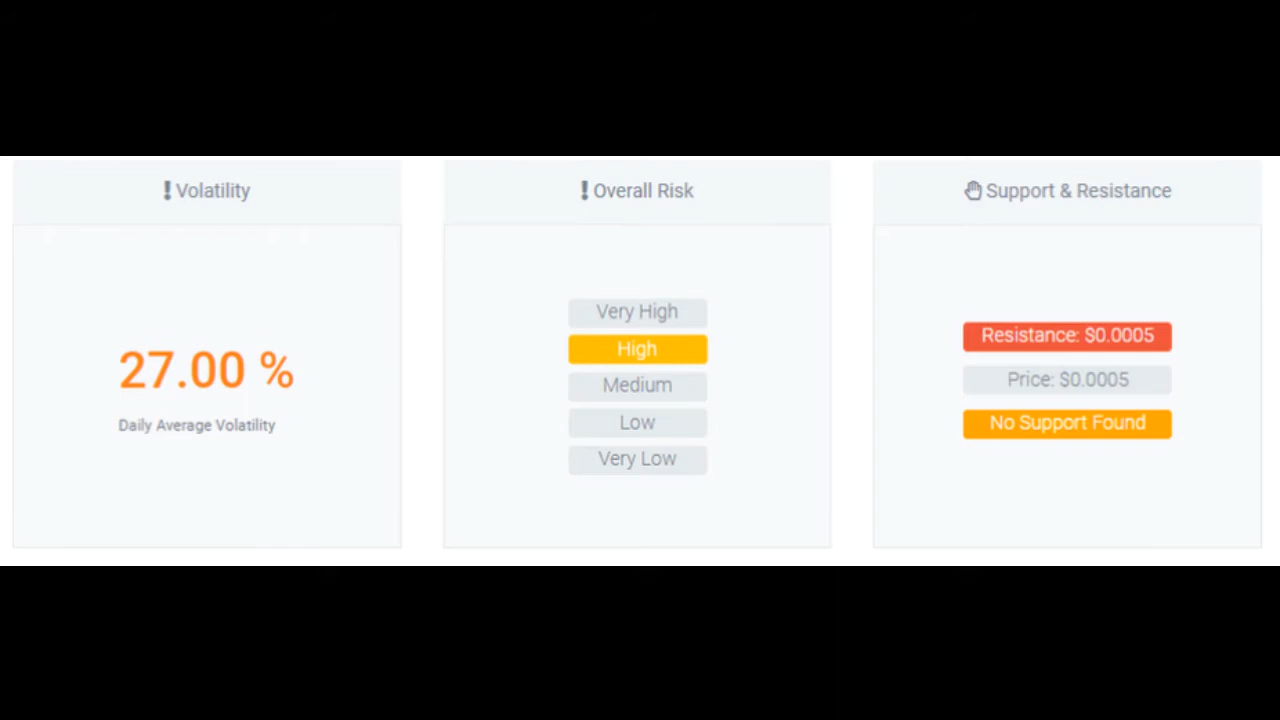 Volatility
27.00 %
Daily Average Volatility
Overall Risk
Very High
High
Medium
Low
Very Low
Support & Resistance
Resistance: $0.0005
Price: $0.0005
No Support Found